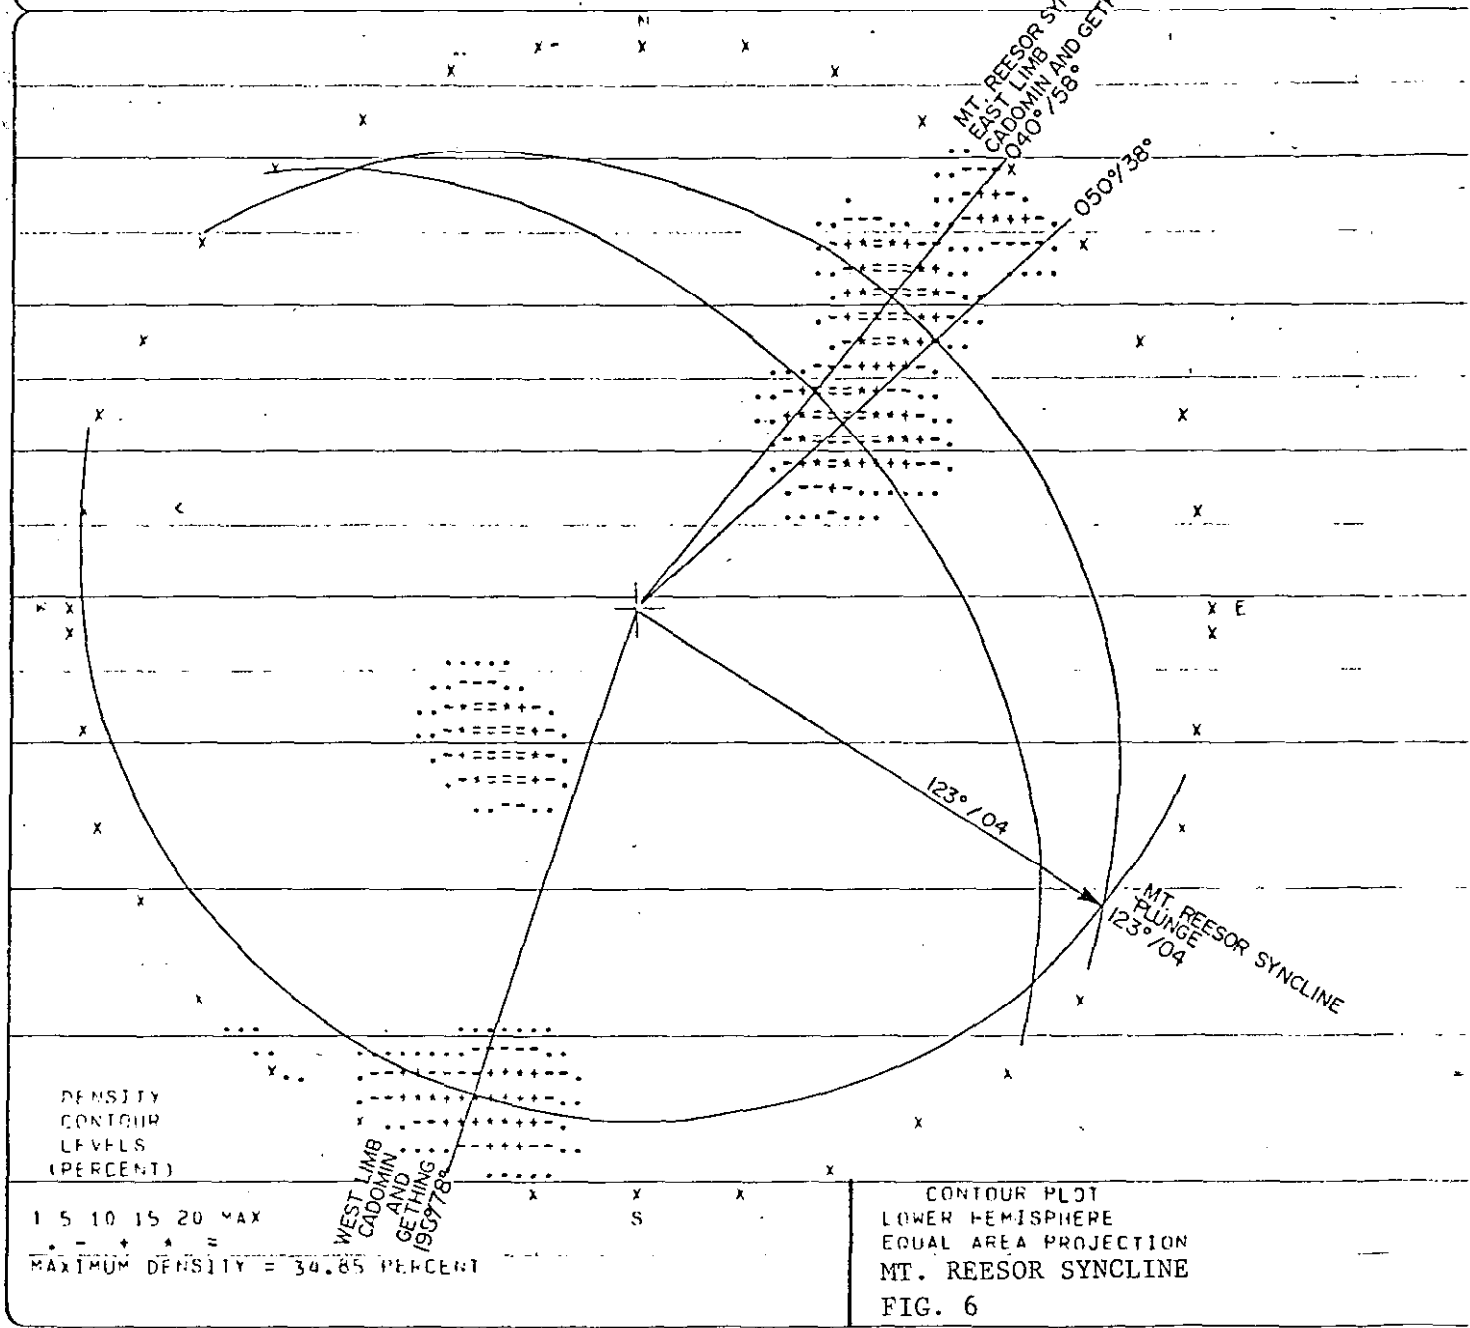 N
MT. REESOR SY
EAST LIMB
CADOMIN AND GETH
040°/58°
050°/38°
E
123°/04
MT. REESOR SYNCLINE
PLUNGE
123°/04
DENSITY
CONTOUR
LEVELS
(PERCENT)
1 5 10 15 20 MAX
. - + * =
MAXIMUM DENSITY = 34.85 PERCENT
WEST LIMB
CADOMIN
AND
GETHING
S
CONTOUR PLOT
LOWER HEMISPHERE
EQUAL AREA PROJECTION
MT. REESOR SYNCLINE
FIG. 6